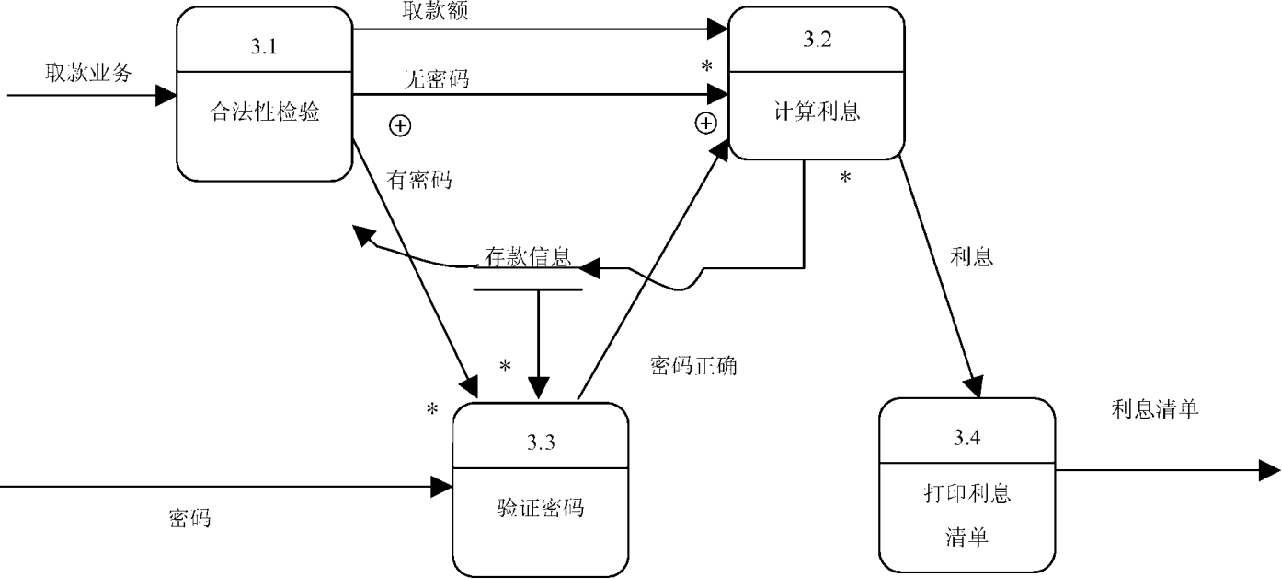 取款额
3.1
3.2
取款业务
无密码
*
合法性检验
计算利息
+
+
有密码
*
存款信息
利息
*
密码正确
*
利息清单
3.3
3.4
验证密码
打印利息
清单
密码